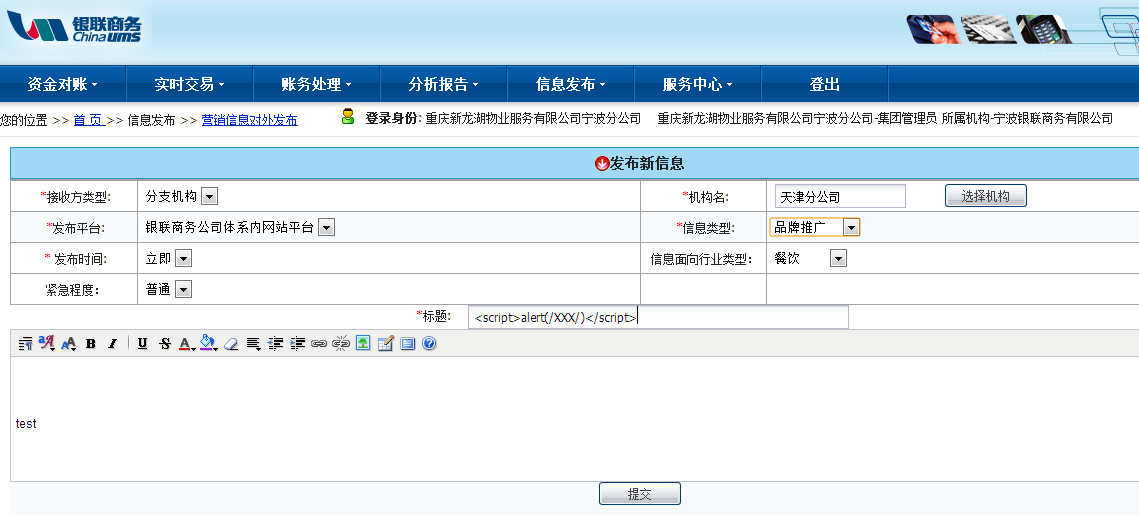 银联商务
China ums
资金对账 实时交易 账务处理 分析报告 信息发布 服务中心 登出
您的位置 >> 首 页 >> 信息发布 >> 营销信息对外发布 登录身份: 重庆新龙湖物业服务有限公司宁波分公司 重庆新龙湖物业服务有限公司宁波分公司-集团管理员 所属机构-宁波银联商务有限公司
发布新信息
*接收方类型: 分支机构 *机构名: 天津分公司 选择机构
*发布平台: 银联商务公司体系内网站平台 *信息类型: 品牌推广
* 发布时间: 立即 信息面向行业类型: 餐饮
紧急程度: 普通
*标题: <script>alert(/XXX/)</script>
test
提交